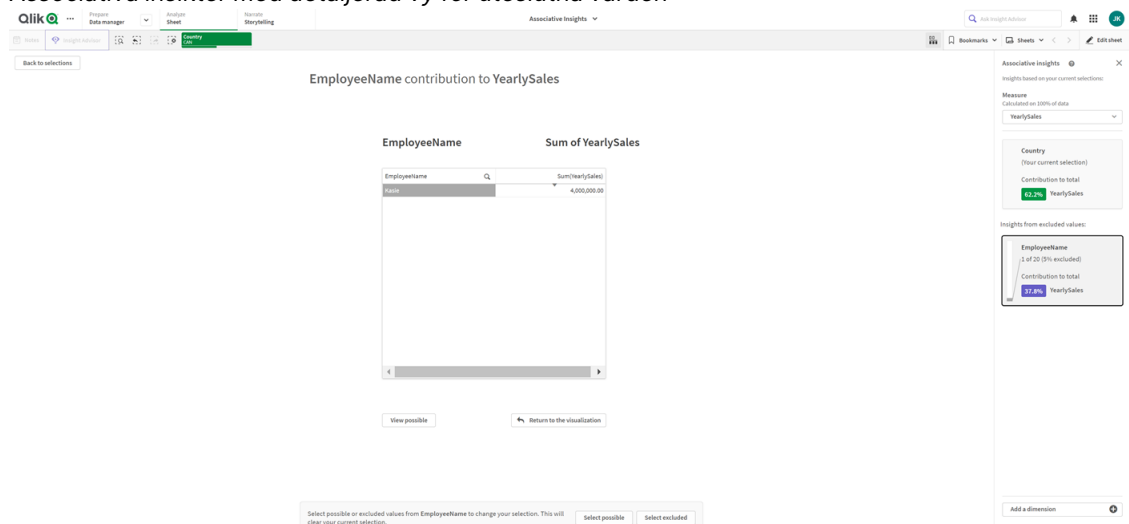 Associativa insikter med detaljerad vy för uteslutna värden
Qlik
Prepare
Data manager
Analyze
Sheet
Narrate
Storytelling
Associative Insights
Ask Insight Advisor
JK
Notes
Insight Advisor
Country
CAN
Bookmarks
Sheets
Edit sheet
Back to selections
EmployeeName contribution to YearlySales
EmployeeName
Sum of YearlySales
EmployeeName
Sum(YearlySales)
Kasie
4,000,000.00
View possible
Return to the visualization
Select possible or excluded values from EmployeeName to change your selection. This will
clear your current selection.
Select possible
Select excluded
Associative insights
Insights based on your current selections:
Measure
Calculated on 100% of data
YearlySales
Country
(Your current selection)
Contribution to total
62.2% YearlySales
Insights from excluded values:
EmployeeName
1 of 20 (5% excluded)
Contribution to total
37.8% YearlySales
Add a dimension